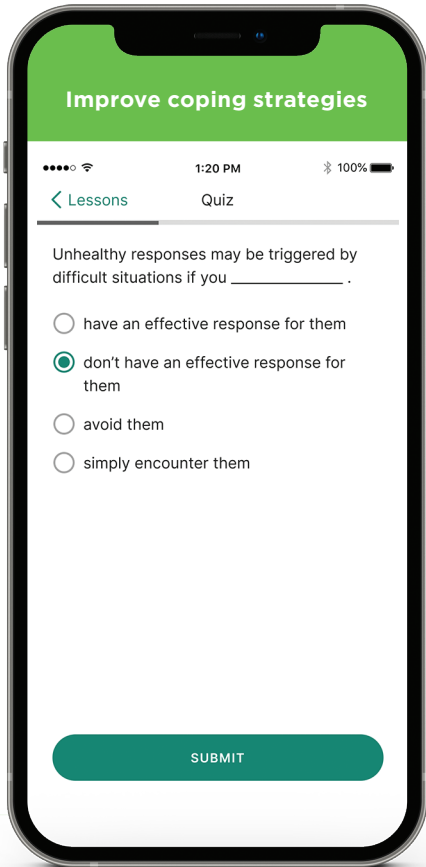 Improve coping strategies
1:20 PM
100%
Lessons
Quiz
Unhealthy responses may be triggered by
difficult situations if you _____________ .
have an effective response for them
don’t have an effective response for
them
avoid them
simply encounter them
SUBMIT